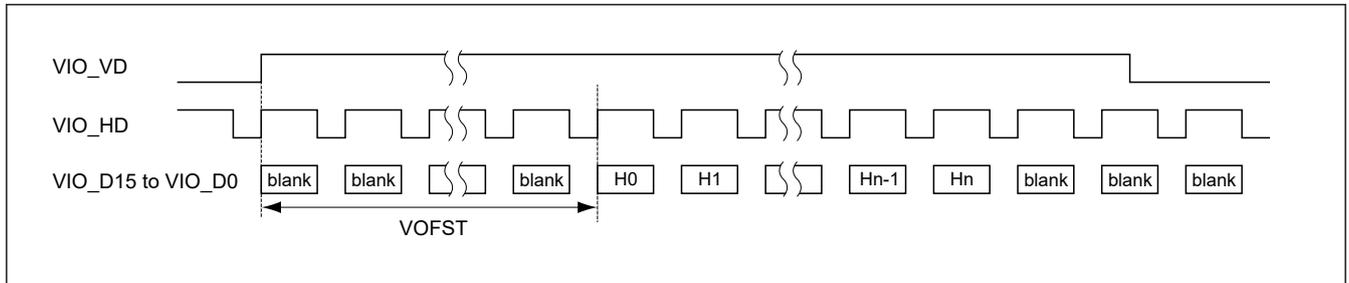 VIO_VD
VIO_HD
VIO_D15 to VIO_D0 blank blank blank H0 H1 Hn-1 Hn blank blank blank
VOFST